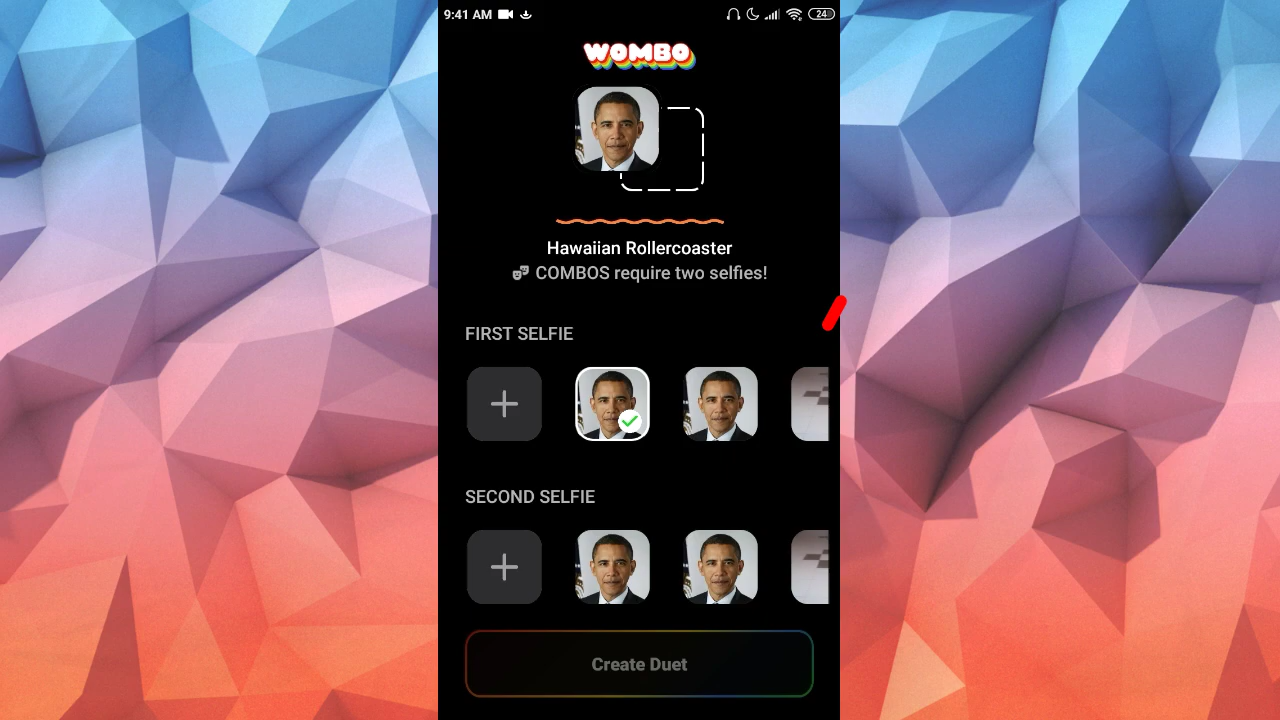 9:41 AM
24
WOMBO
Hawaiian Rollercoaster
COMBOS require two selfies!
FIRST SELFIE
SECOND SELFIE
Create Duet